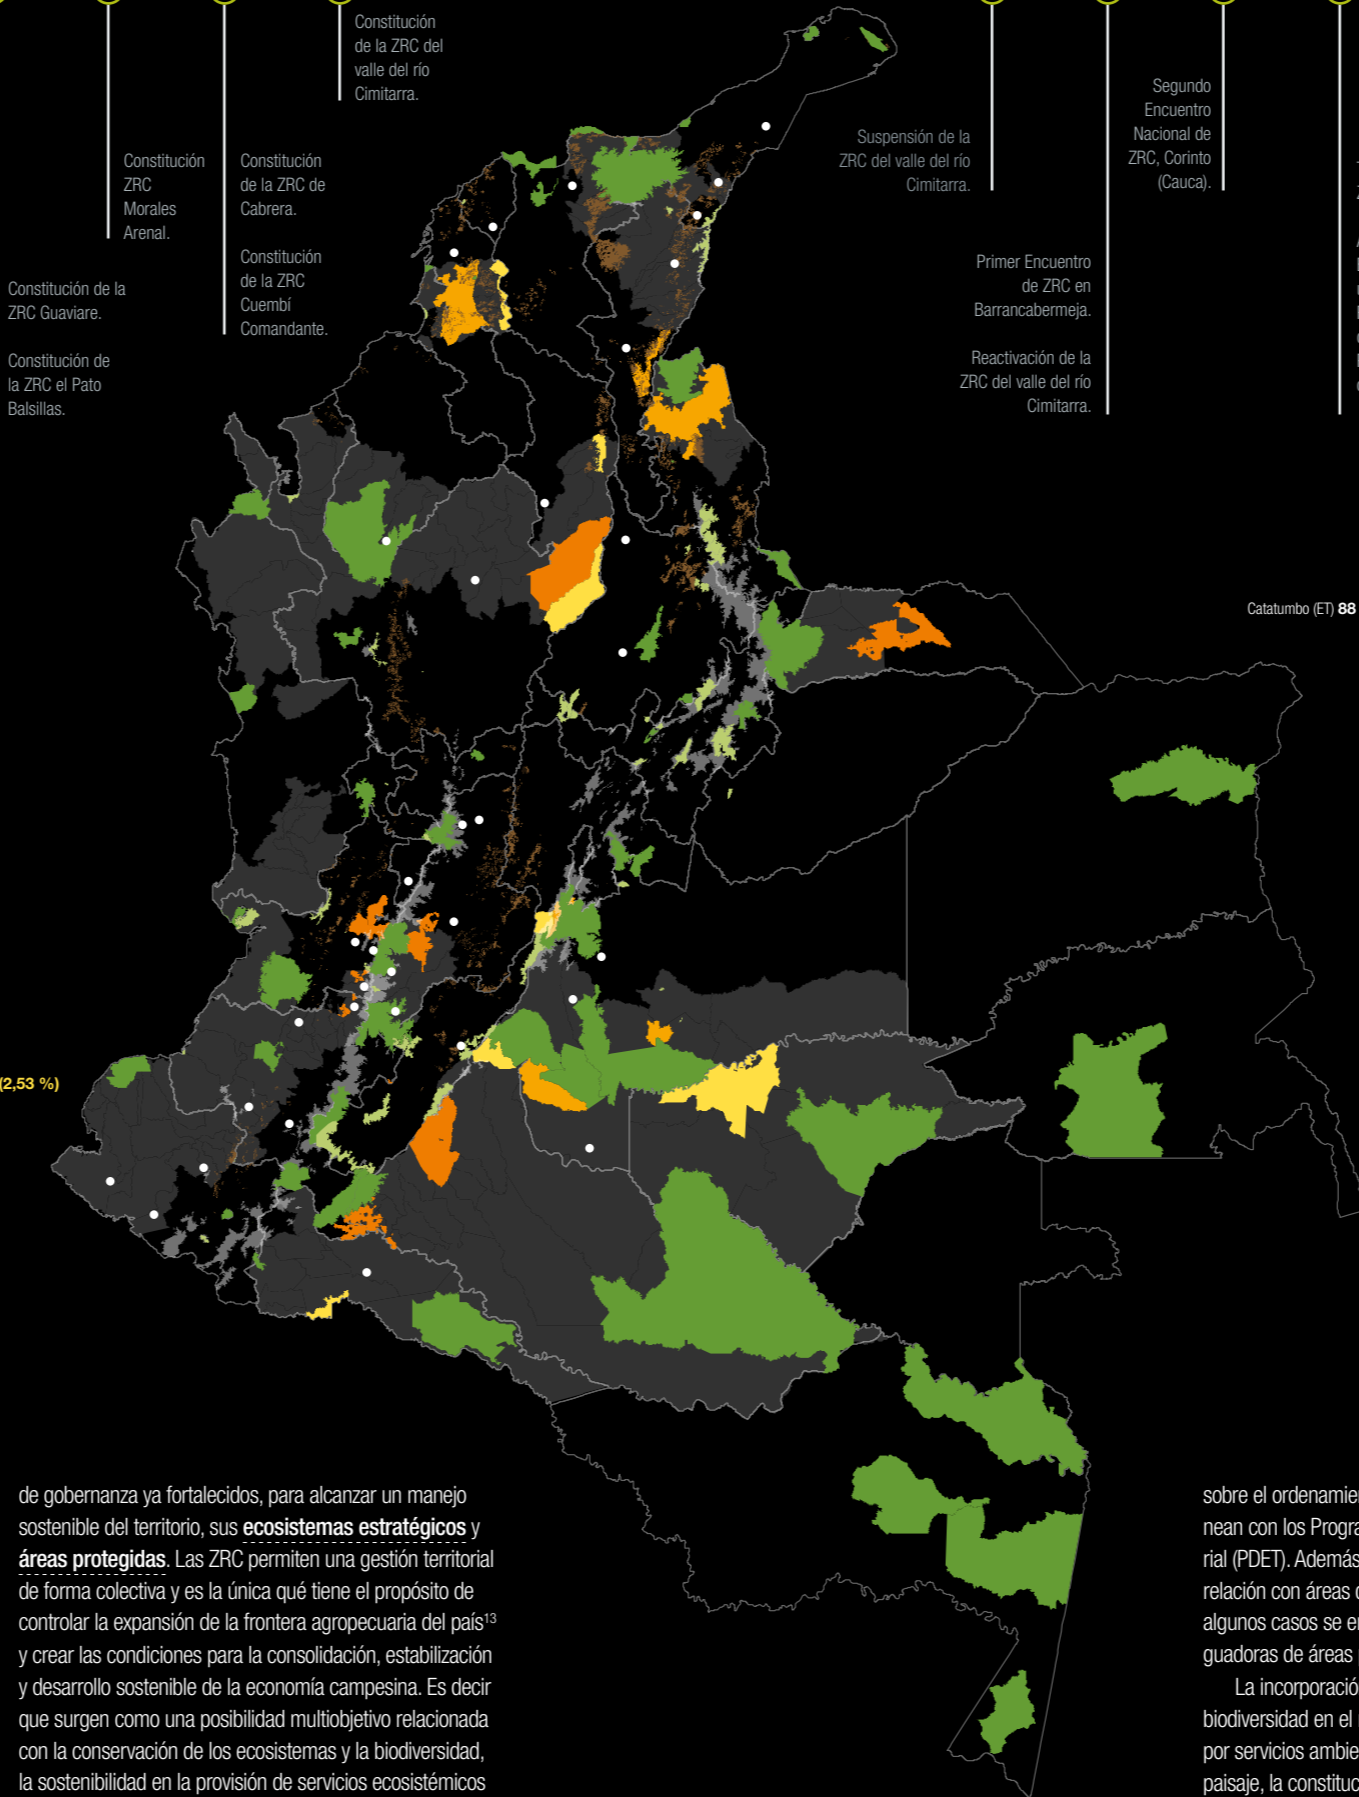 Constitución
de la ZRC del
valle del río
Cimitarra.
Constitución
ZRC
Morales
Arenal.
Constitución
de la ZRC de
Cabrera.
Constitución
de la ZRC
Cuembí
Comandante.
Constitución de la
ZRC Guaviare.
Constitución de
la ZRC el Pato
Balsillas.
Suspensión de la
ZRC del valle del río
Cimitarra.
Segundo
Encuentro
Nacional de
ZRC, Corinto
(Cauca).
Primer Encuentro
de ZRC en
Barrancabermeja.
Reactivación de la
ZRC del valle del río
Cimitarra.
Catatumbo (ET) 88
(2,53 %)
de gobernanza ya fortalecidos, para alcanzar un manejo
sostenible del territorio, sus ecosistemas estratégicos y
áreas protegidas. Las ZRC permiten una gestión territorial
de forma colectiva y es la única qué tiene el propósito de
controlar la expansión de la frontera agropecuaria del país¹³
y crear las condiciones para la consolidación, estabilización
y desarrollo sostenible de la economía campesina. Es decir
que surgen como una posibilidad multiobjetivo relacionada
con la conservación de los ecosistemas y la biodiversidad,
la sostenibilidad en la provisión de servicios ecosistémicos
sobre el ordenamie
nean con los Progra
rial (PDET). Además
relación con áreas
algunos casos se e
guadoras de áreas
La incorporació
biodiversidad en el
por servicios ambie
paisaje, la constituc